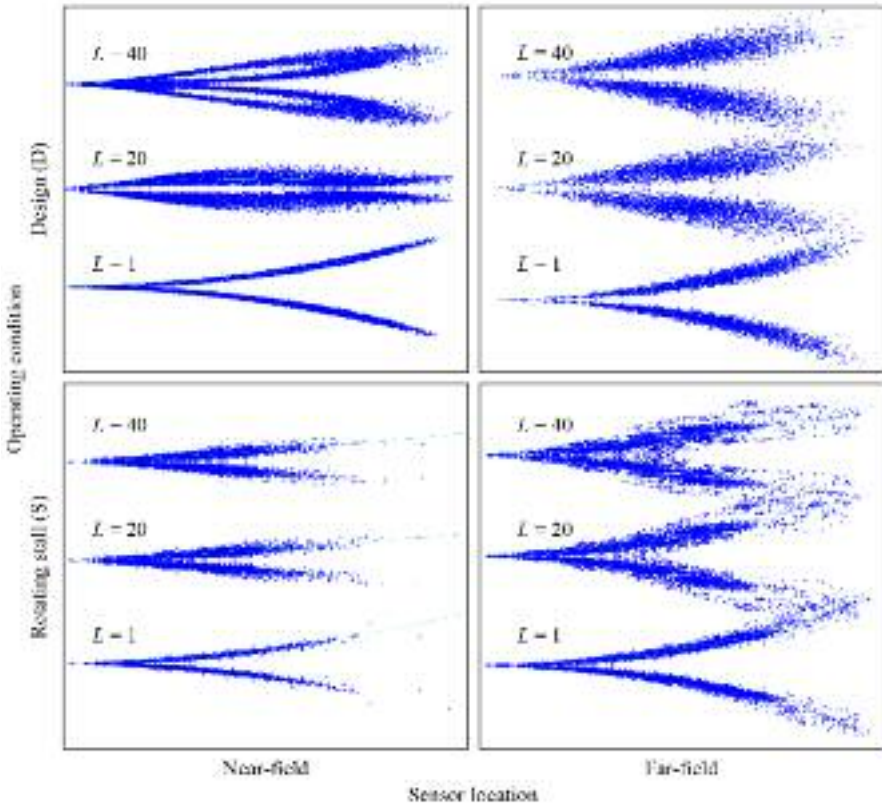 L = 40
L = 20
L = 1
L = 40
L = 20
L = 1
Design (D)
L = 40
L = 20
L = 1
L = 40
L = 20
L = 1
Rotating stall (S)
Operating condition
Near-field
Far-field
Sensor location